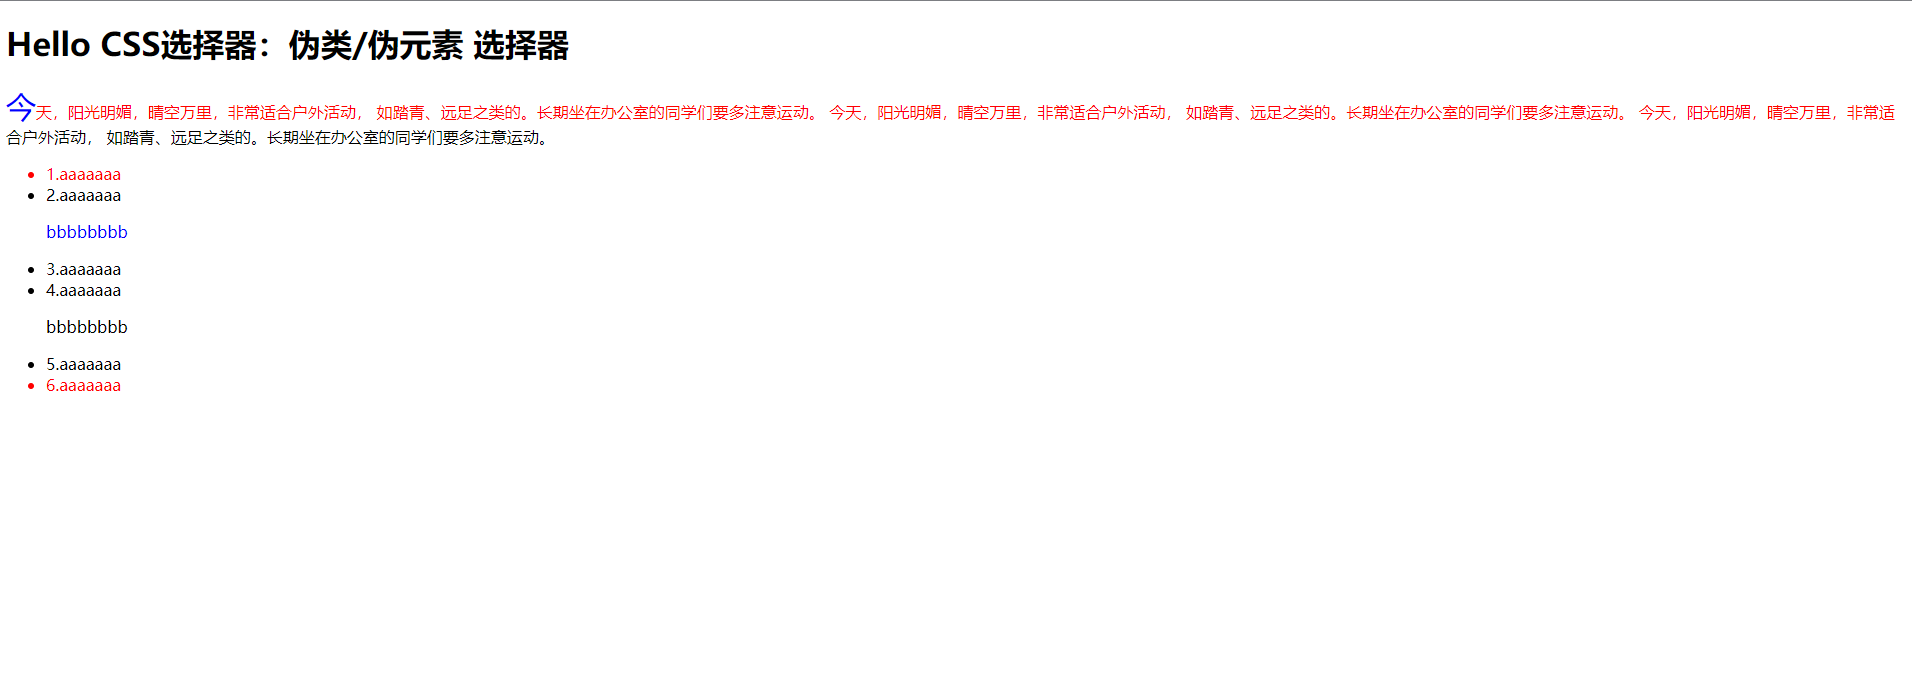 Hello CSS选择器：伪类/伪元素 选择器
今天，阳光明媚，晴空万里，非常适合户外活动， 如踏青、远足之类的。长期坐在办公室的同学们要多注意运动。 今天，阳光明媚，晴空万里，非常适合户外活动， 如踏青、远足之类的。长期坐在办公室的同学们要多注意运动。 今天，阳光明媚，晴空万里，非常适
合户外活动， 如踏青、远足之类的。长期坐在办公室的同学们要多注意运动。
1.aaaaaaa
2.aaaaaaa
bbbbbbbb
3.aaaaaaa
4.aaaaaaa
bbbbbbbb
5.aaaaaaa
6.aaaaaaa